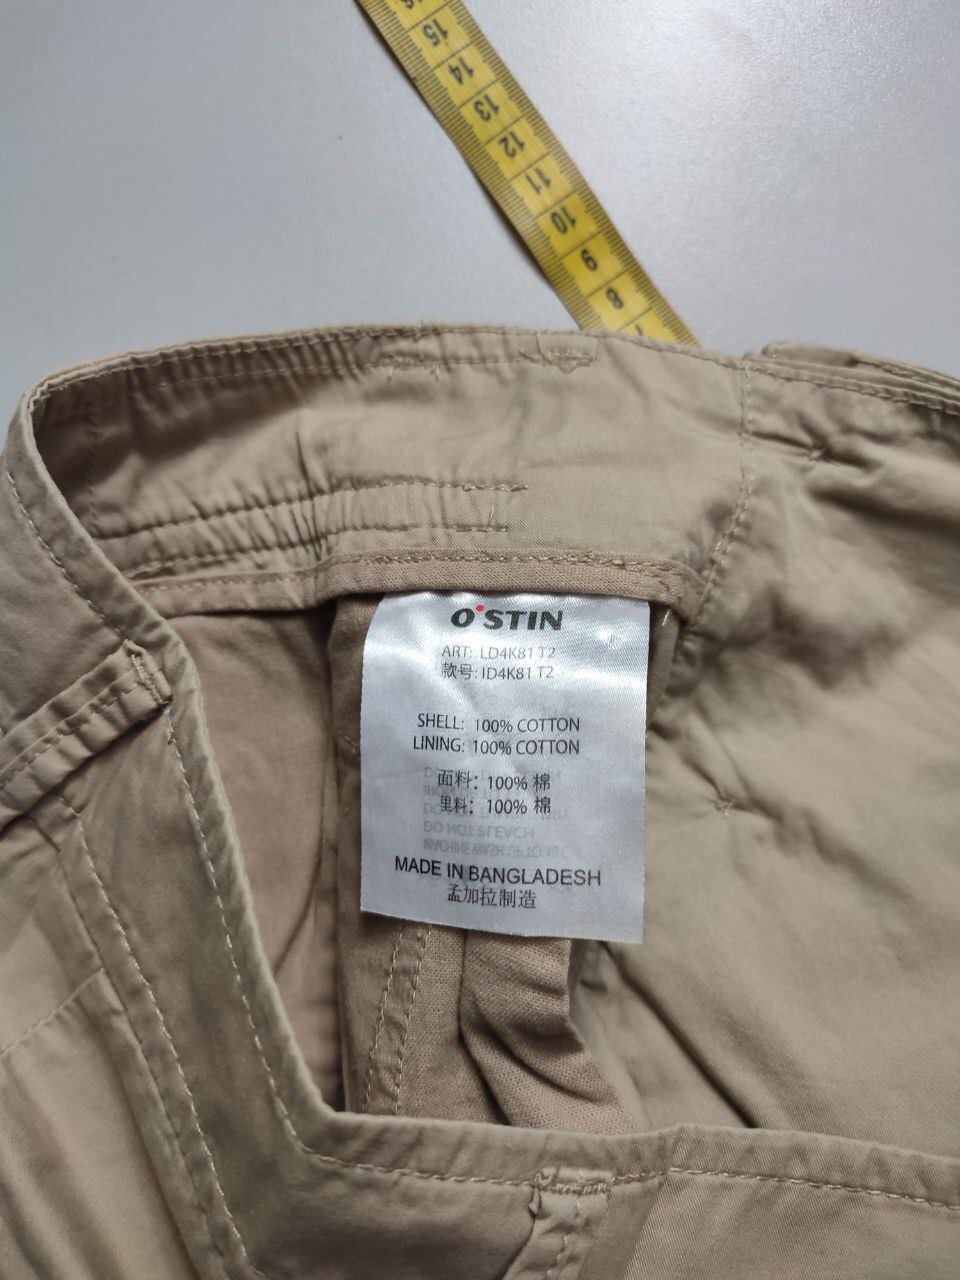 15
14
13
12
11
10
9
8
O'STIN
ART: LD4K81 T2
款号: ID4K81 T2
SHELL: 100% COTTON
LINING: 100% COTTON
面料: 100% 棉
里料: 100% 棉
DO NOT BLEACH
MADE IN BANGLADESH
孟加拉制造